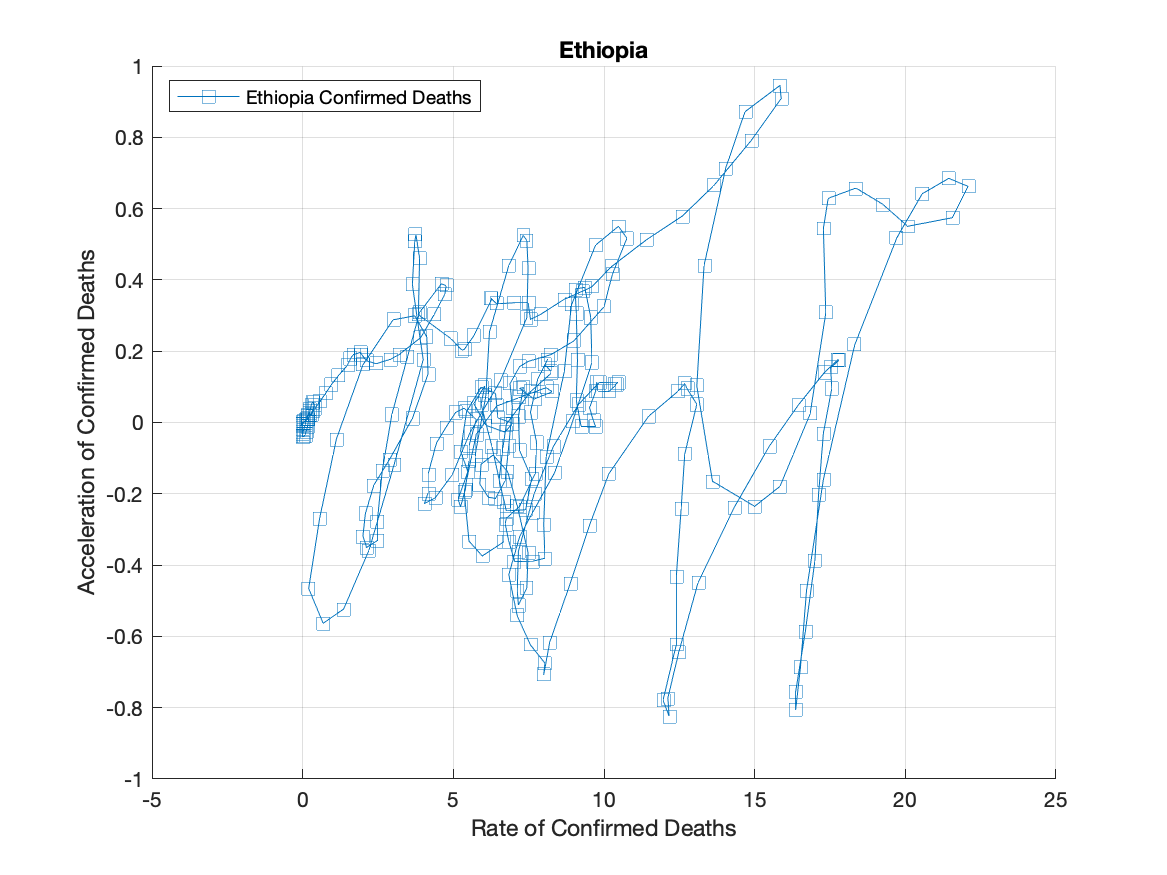 Ethiopia
Ethiopia Confirmed Deaths
1
0.8
0.6
0.4
0.2
0
-0.2
-0.4
-0.6
-0.8
-1
Acceleration of Confirmed Deaths
-5 0 5 10 15 20 25
Rate of Confirmed Deaths